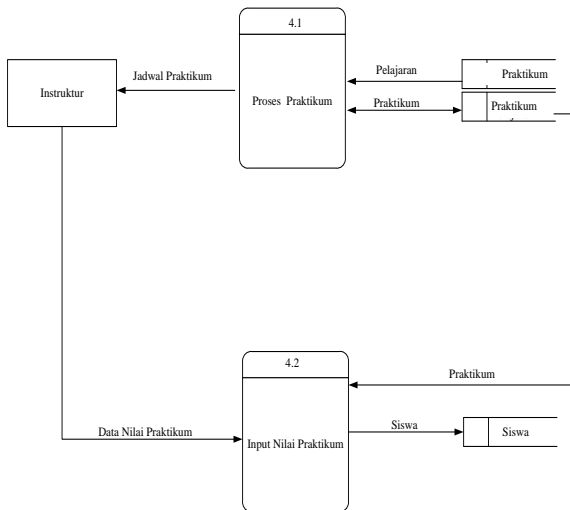 4.1
Instruktur
Jadwal Praktikum
Proses Praktikum
Pelajaran
Praktikum
Praktikum
Praktikum
4.2
Input Nilai Praktikum
Data Nilai Praktikum
Praktikum
Siswa
Siswa